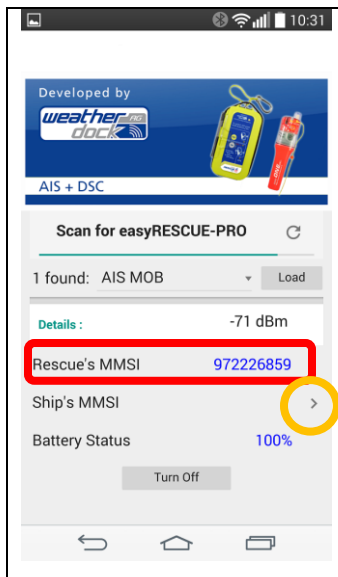 10:31
Developed by
weather AG
dock
AIS + DSC
Scan for easyRESCUE-PRO
1 found: AIS MOB Load
Details : -71 dBm
Rescue's MMSI 972226859
Ship's MMSI >
Battery Status 100%
Turn Off